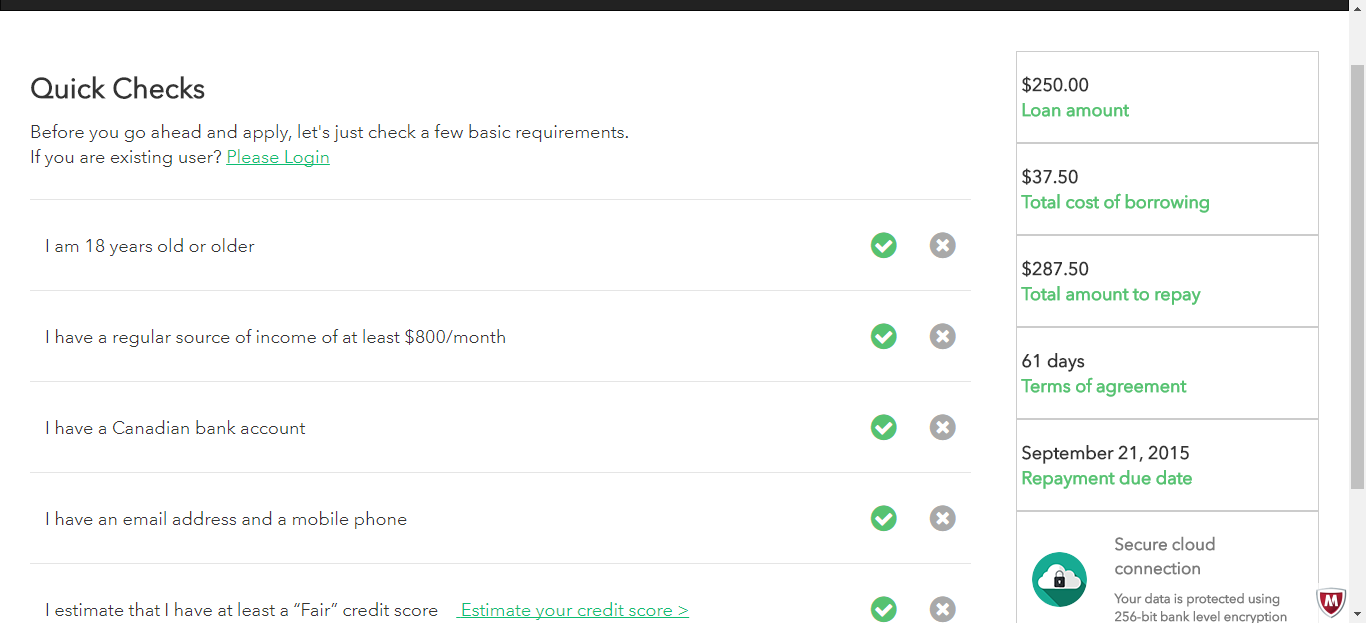 Quick Checks
Before you go ahead and apply, let's just check a few basic requirements.
If you are existing user? Please Login
I am 18 years old or older
I have a regular source of income of at least $800/month
I have a Canadian bank account
I have an email address and a mobile phone
I estimate that I have at least a “Fair” credit score Estimate your credit score >
$250.00
Loan amount
$37.50
Total cost of borrowing
$287.50
Total amount to repay
61 days
Terms of agreement
September 21, 2015
Repayment due date
Secure cloud
connection
Your data is protected using
256-bit bank level encryption
M